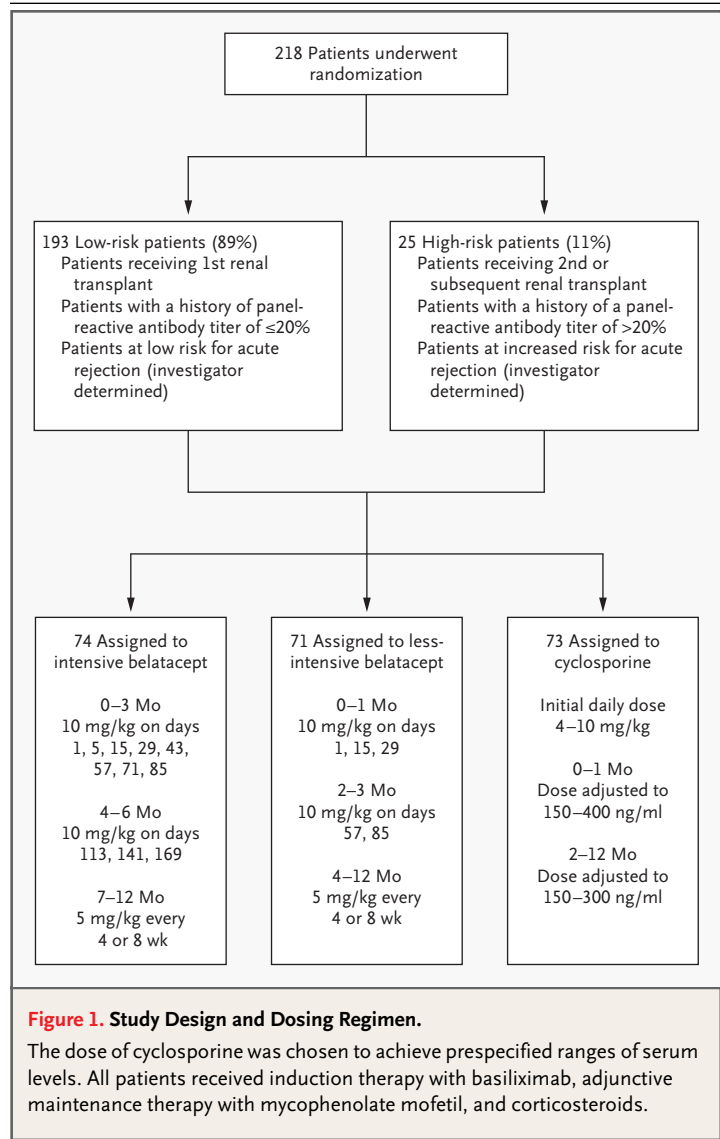 218 Patients underwent
randomization
193 Low-risk patients (89%)
Patients receiving 1st renal
transplant
Patients with a history of panel-
reactive antibody titer of ≤20%
Patients at low risk for acute
rejection (investigator
determined)
25 High-risk patients (11%)
Patients receiving 2nd or
subsequent renal transplant
Patients with a history of a panel-
reactive antibody titer of >20%
Patients at increased risk for acute
rejection (investigator
determined)
74 Assigned to
intensive belatacept
0–3 Mo
10 mg/kg on days
1, 5, 15, 29, 43,
57, 71, 85
4–6 Mo
10 mg/kg on days
113, 141, 169
7–12 Mo
5 mg/kg every
4 or 8 wk
71 Assigned to less-
intensive belatacept
0–1 Mo
10 mg/kg on days
1, 15, 29
2–3 Mo
10 mg/kg on days
57, 85
4–12 Mo
5 mg/kg every
4 or 8 wk
73 Assigned to
cyclosporine
Initial daily dose
4–10 mg/kg
0–1 Mo
Dose adjusted to
150–400 ng/ml
2–12 Mo
Dose adjusted to
150–300 ng/ml
Figure 1. Study Design and Dosing Regimen.
The dose of cyclosporine was chosen to achieve prespecified ranges of serum
levels. All patients received induction therapy with basiliximab, adjunctive
maintenance therapy with mycophenolate mofetil, and corticosteroids.